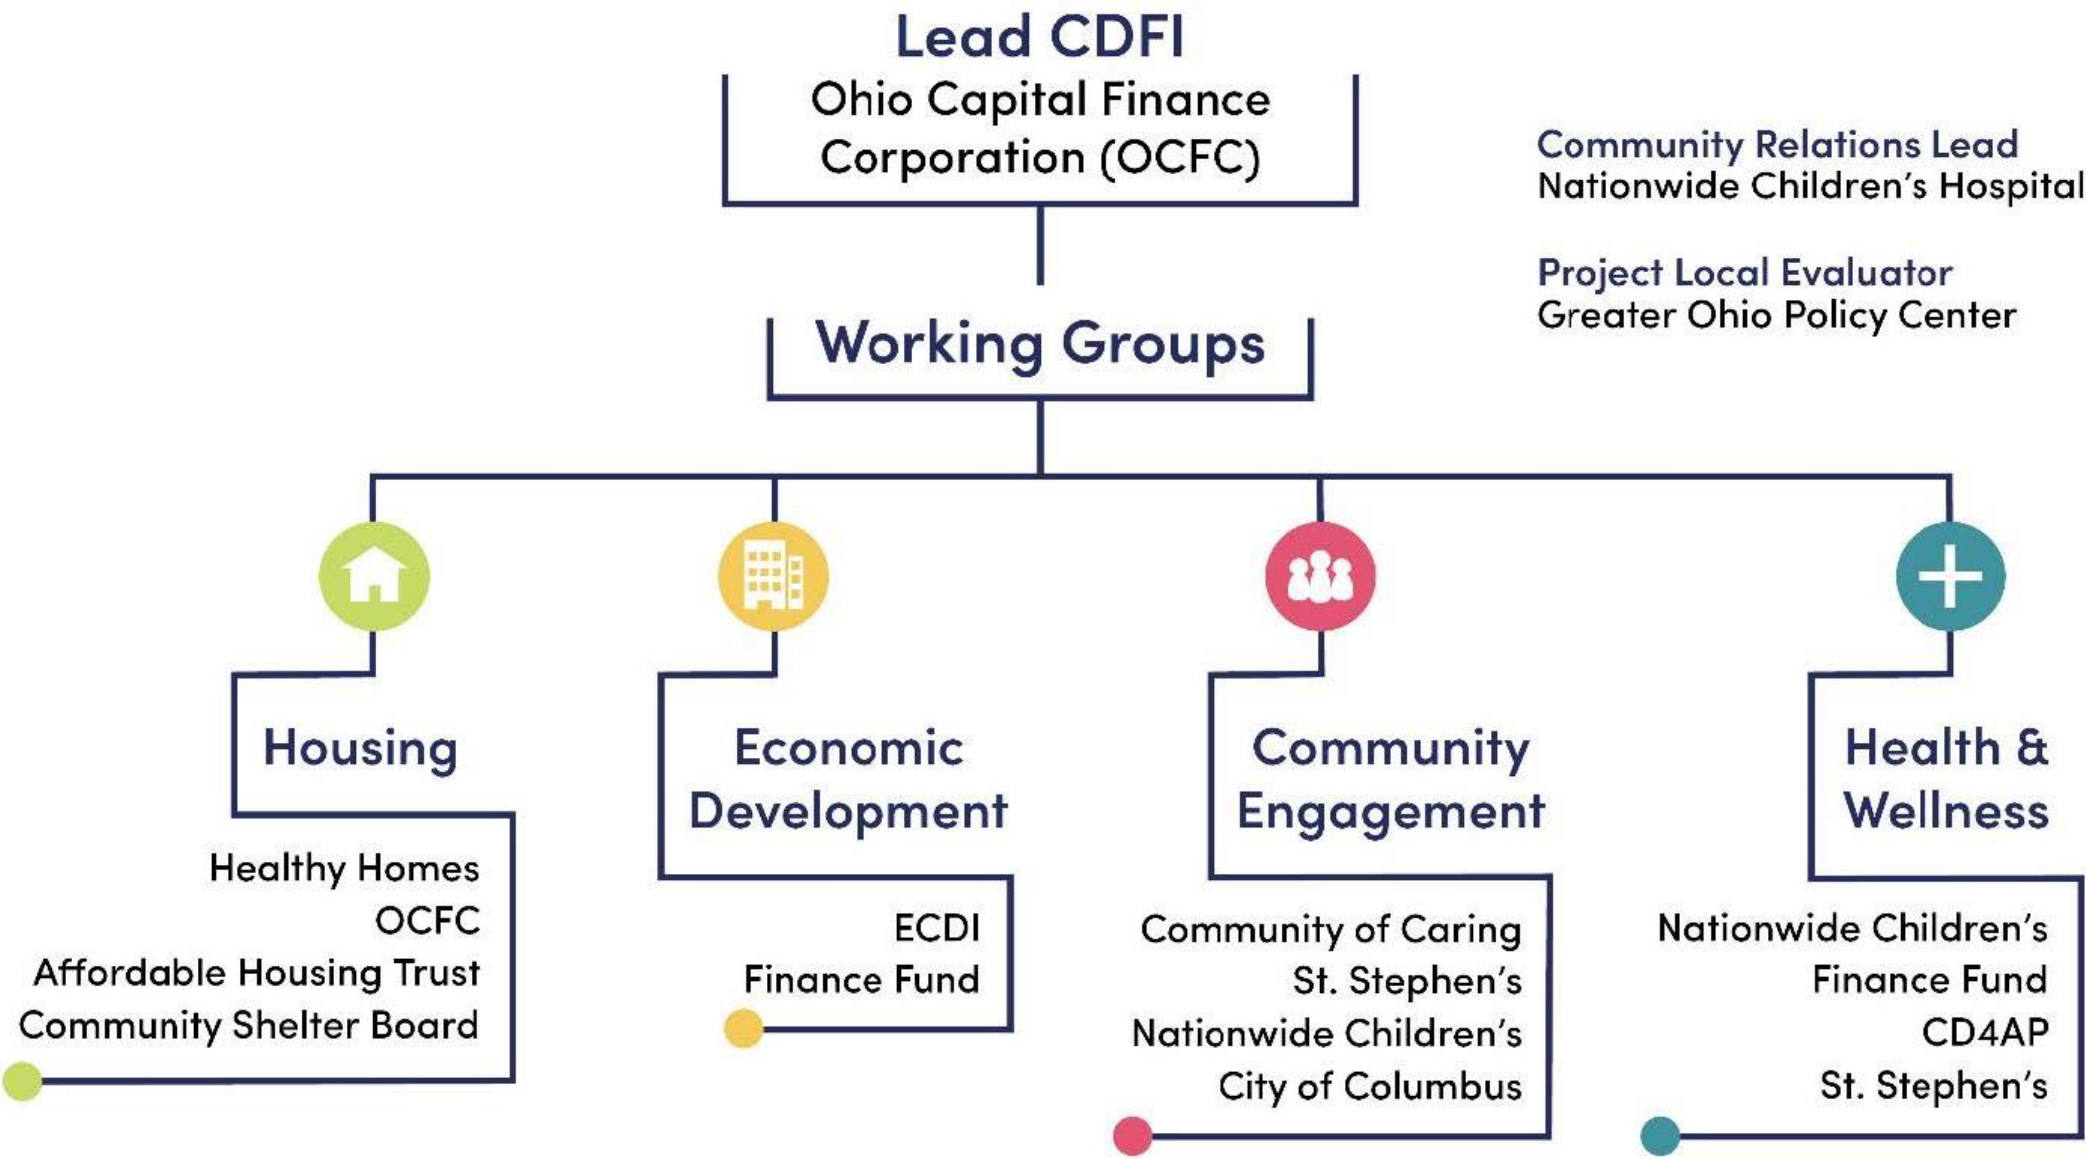 Lead CDFI
Ohio Capital Finance
Corporation (OCFC)
Community Relations Lead
Nationwide Children's Hospital
Project Local Evaluator
Greater Ohio Policy Center
Working Groups
Housing
Healthy Homes
OCFC
Affordable Housing Trust
Community Shelter Board
Economic
Development
ECDI
Finance Fund
Community
Engagement
Community of Caring
St. Stephen's
Nationwide Children's
City of Columbus
Health &
Wellness
Nationwide Children's
Finance Fund
CD4AP
St. Stephen's